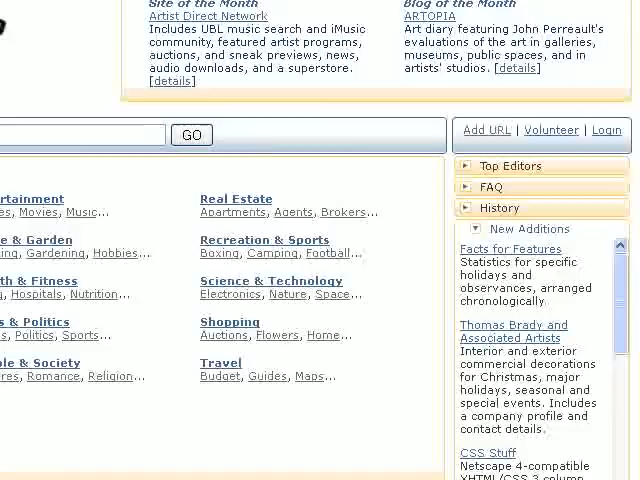 Site of the Month
Artist Direct Network
Includes UBL music search and iMusic
community, featured artist programs,
auctions, and sneak previews, news,
audio downloads, and a superstore.
[details]
Blog of the Month
ARTOPIA
Art diary featuring John Perreault's
evaluations of the art in galleries,
museums, public spaces, and in
artists' studios. [details]
GO
Add URL | Volunteer | Login
rtainment
es, Movies, Music...
e & Garden
ing, Gardening, Hobbies...
th & Fitness
g, Hospitals, Nutrition...
s & Politics
s, Politics, Sports...
ple & Society
res, Romance, Religion...
Real Estate
Apartments, Agents, Brokers...
Recreation & Sports
Boxing, Camping, Football...
Science & Technology
Electronics, Nature, Space...
Shopping
Auctions, Flowers, Home...
Travel
Budget, Guides, Maps...
Top Editors
FAQ
History
New Additions
Facts for Features
Statistics for specific
holidays and
observances, arranged
chronologically.
Thomas Brady and
Associated Artists
Interior and exterior
commercial decorations
for Christmas, major
holidays, seasonal and
special events. Includes
a company profile and
contact details.
CSS Stuff
Netscape 4-compatible
XHTML/CSS 3 column